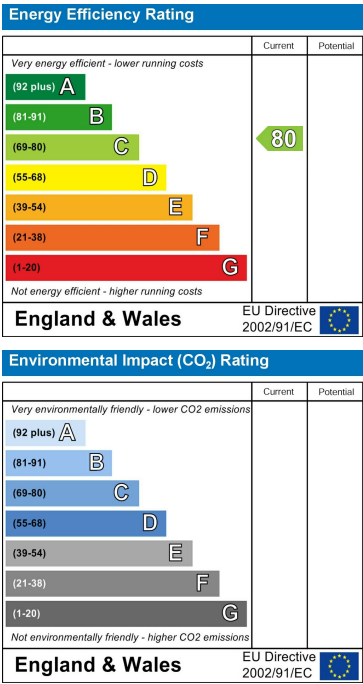 Energy Efficiency Rating
Current Potential
Very energy efficient - lower running costs
(92 plus) A
(81-91) B
(69-80) C
80
(55-68) D
(39-54) E
(21-38) F
(1-20) G
Not energy efficient - higher running costs
England & Wales
EU Directive
2002/91/EC
Environmental Impact (CO₂) Rating
Current Potential
Very environmentally friendly - lower CO2 emissions
(92 plus) A
(81-91) B
(69-80) C
(55-68) D
(39-54) E
(21-38) F
(1-20) G
Not environmentally friendly - higher CO2 emissions
England & Wales
EU Directive
2002/91/EC